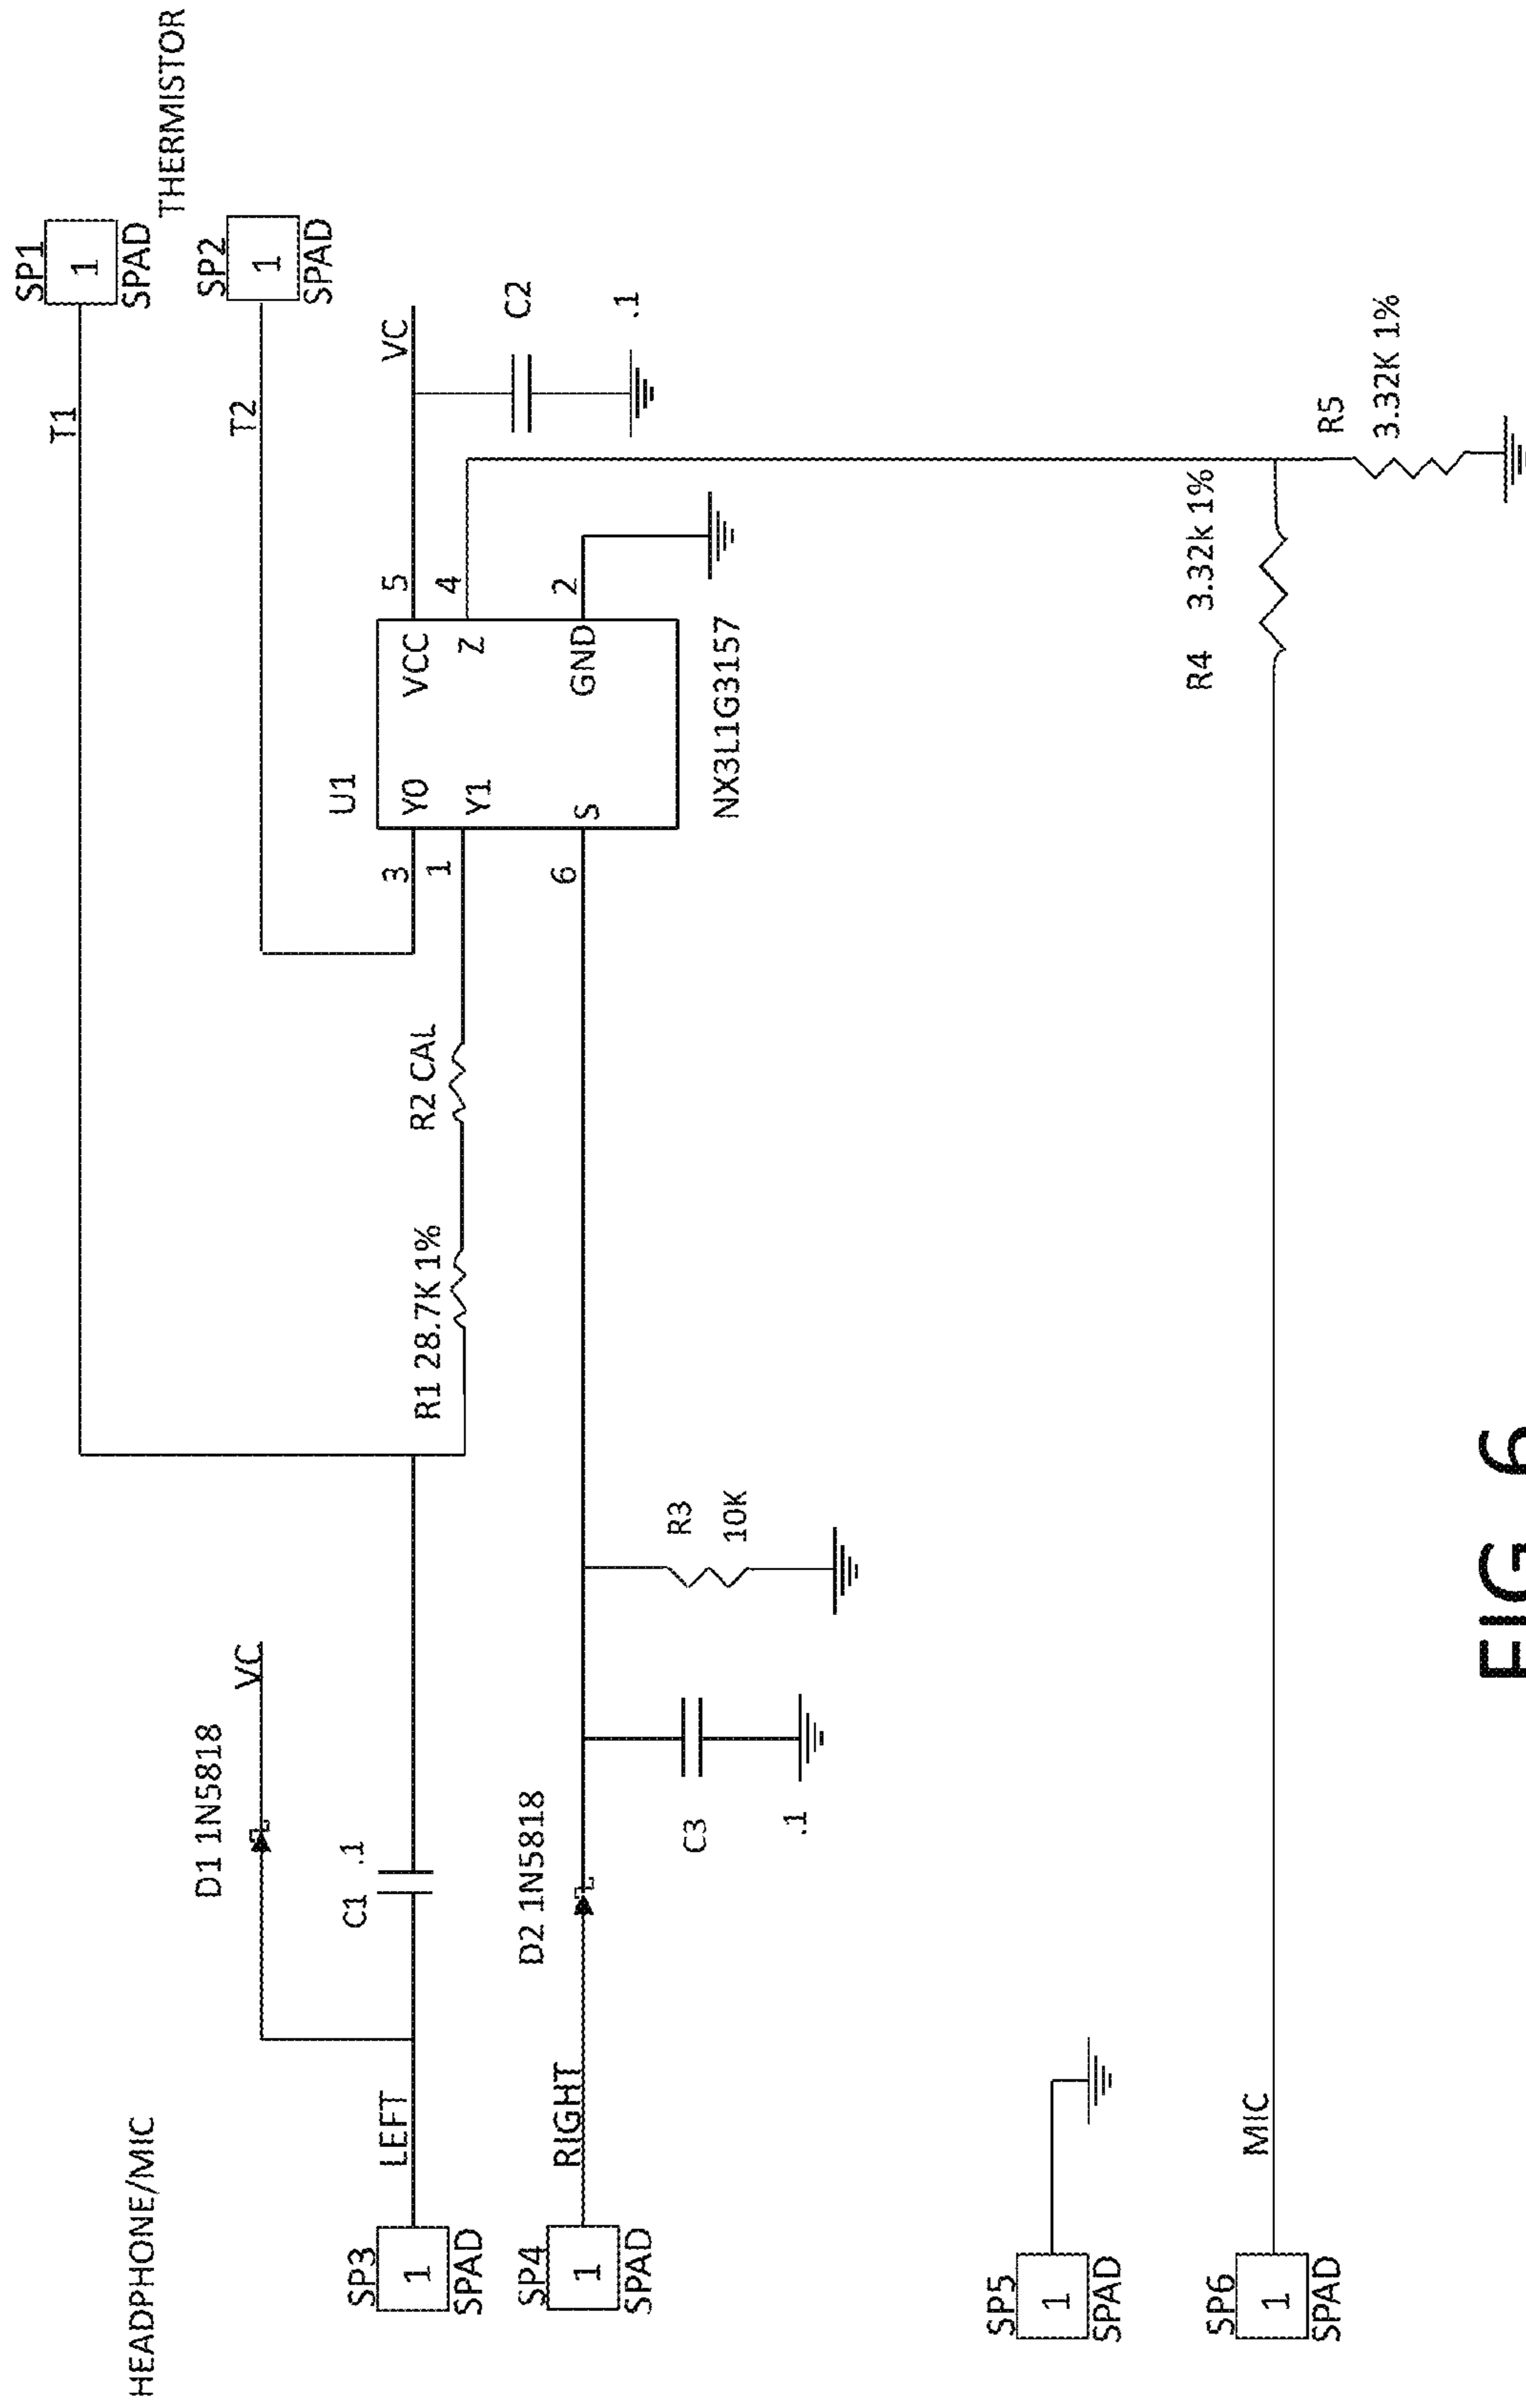 HEADPHONE/MIC
THERMISTOR
SP1
1
SPAD
T1
SP2
1
SPAD
T2
D1 1N5818
VC
SP3
1
SPAD
LEFT
C1
.1
R1 28.7K 1%
R2 CAL
U1
3
Y0
VCC
5
VC
1
Y1
Z
4
6
S
GND
2
NX3L1G3157
C2
.1
SP4
1
SPAD
RIGHT
D2 1N5818
C3
.1
R3
10K
SP5
1
SPAD
SP6
1
SPAD
MIC
R4
3.32k 1%
R5
3.32K 1%
FIG 6